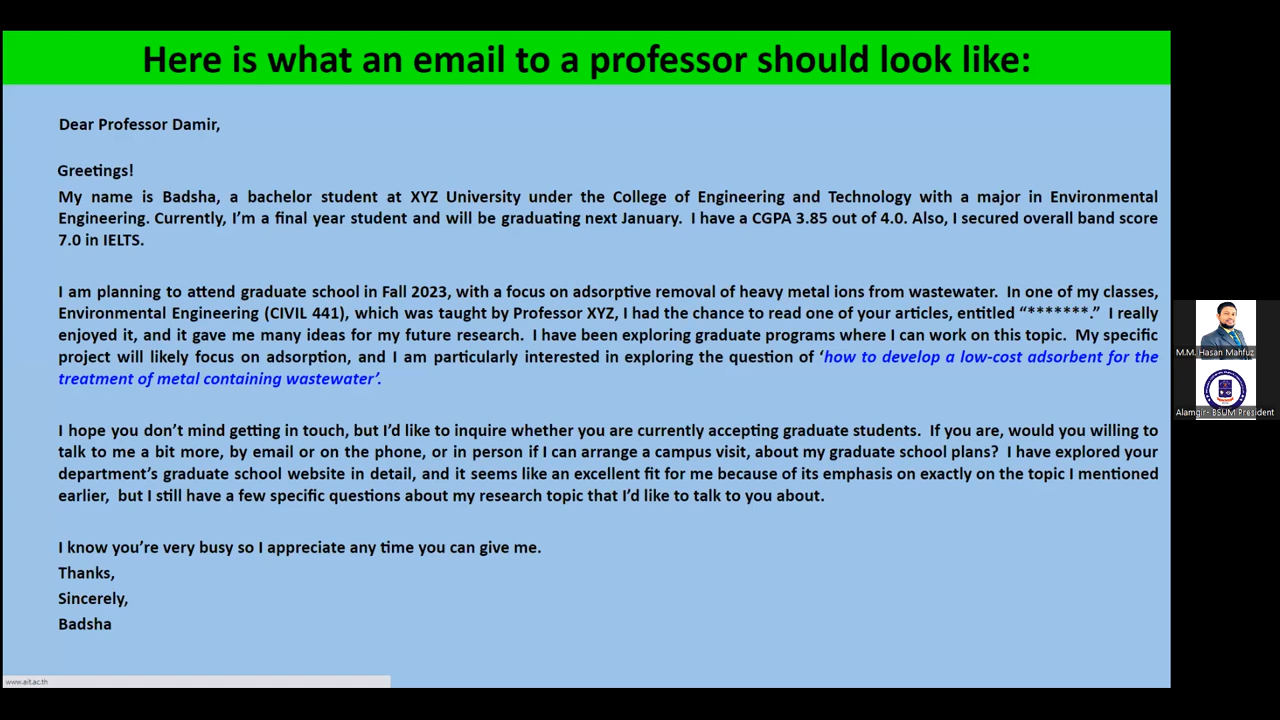 Here is what an email to a professor should look like:
Dear Professor Damir,
Greetings!
My name is Badsha, a bachelor student at XYZ University under the College of Engineering and Technology with a major in Environmental
Engineering. Currently, I'm a final year student and will be graduating next January. I have a CGPA 3.85 out of 4.0. Also, I secured overall band score
7.0 in IELTS.
I am planning to attend graduate school in Fall 2023, with a focus on adsorptive removal of heavy metal ions from wastewater. In one of my classes,
Environmental Engineering (CIVIL 441), which was taught by Professor XYZ, I had the chance to read one of your articles, entitled “*******.” I really
enjoyed it, and it gave me many ideas for my future research. I have been exploring graduate programs where I can work on this topic. My specific
project will likely focus on adsorption, and I am particularly interested in exploring the question of ‘how to develop a low-cost adsorbent for the
treatment of metal containing wastewater’.
I hope you don’t mind getting in touch, but I’d like to inquire whether you are currently accepting graduate students. If you are, would you willing to
talk to me a bit more, by email or on the phone, or in person if I can arrange a campus visit, about my graduate school plans? I have explored your
department’s graduate school website in detail, and it seems like an excellent fit for me because of its emphasis on exactly on the topic I mentioned
earlier, but I still have a few specific questions about my research topic that I’d like to talk to you about.
I know you’re very busy so I appreciate any time you can give me.
Thanks,
Sincerely,
Badsha
www.ait.ac.th
M.M. Hasan Mahfuz
Alamgir- BSUM President